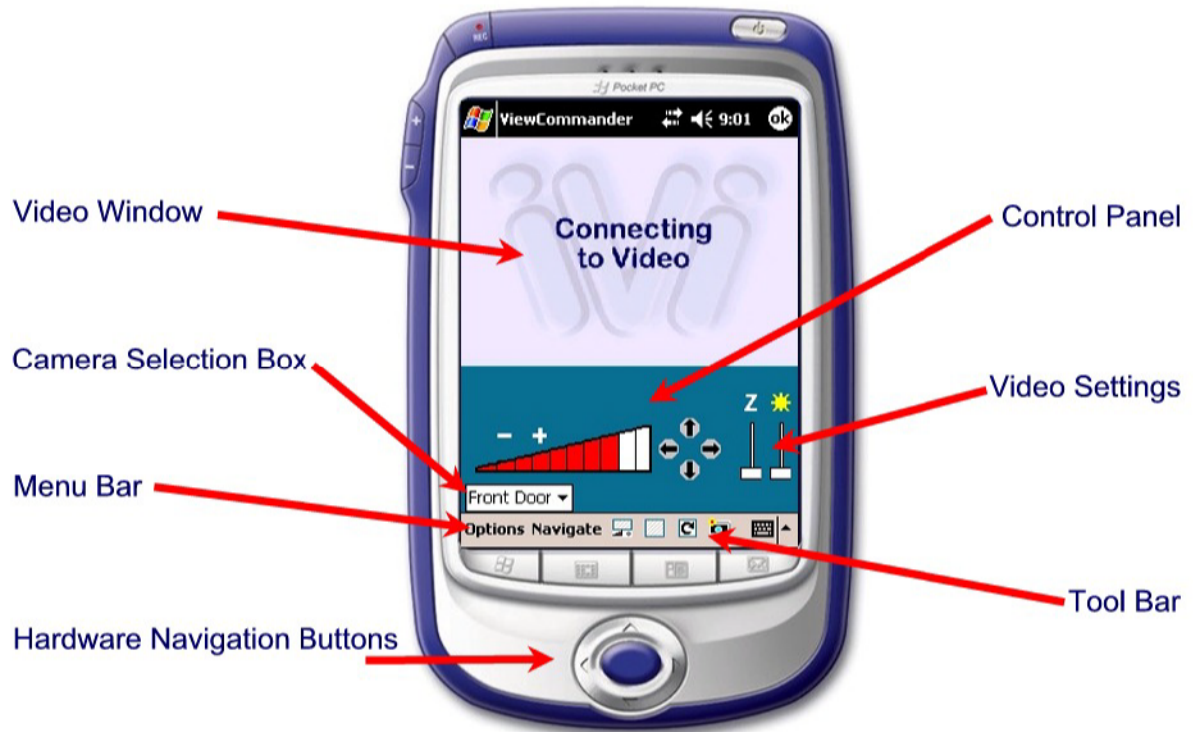 REC
Pocket PC
ViewCommander 9:01 ok
iVi
Connecting
to Video
Video Window
Control Panel
Camera Selection Box
Video Settings
Z
- +
Front Door
Menu Bar
Options Navigate
Tool Bar
Hardware Navigation Buttons